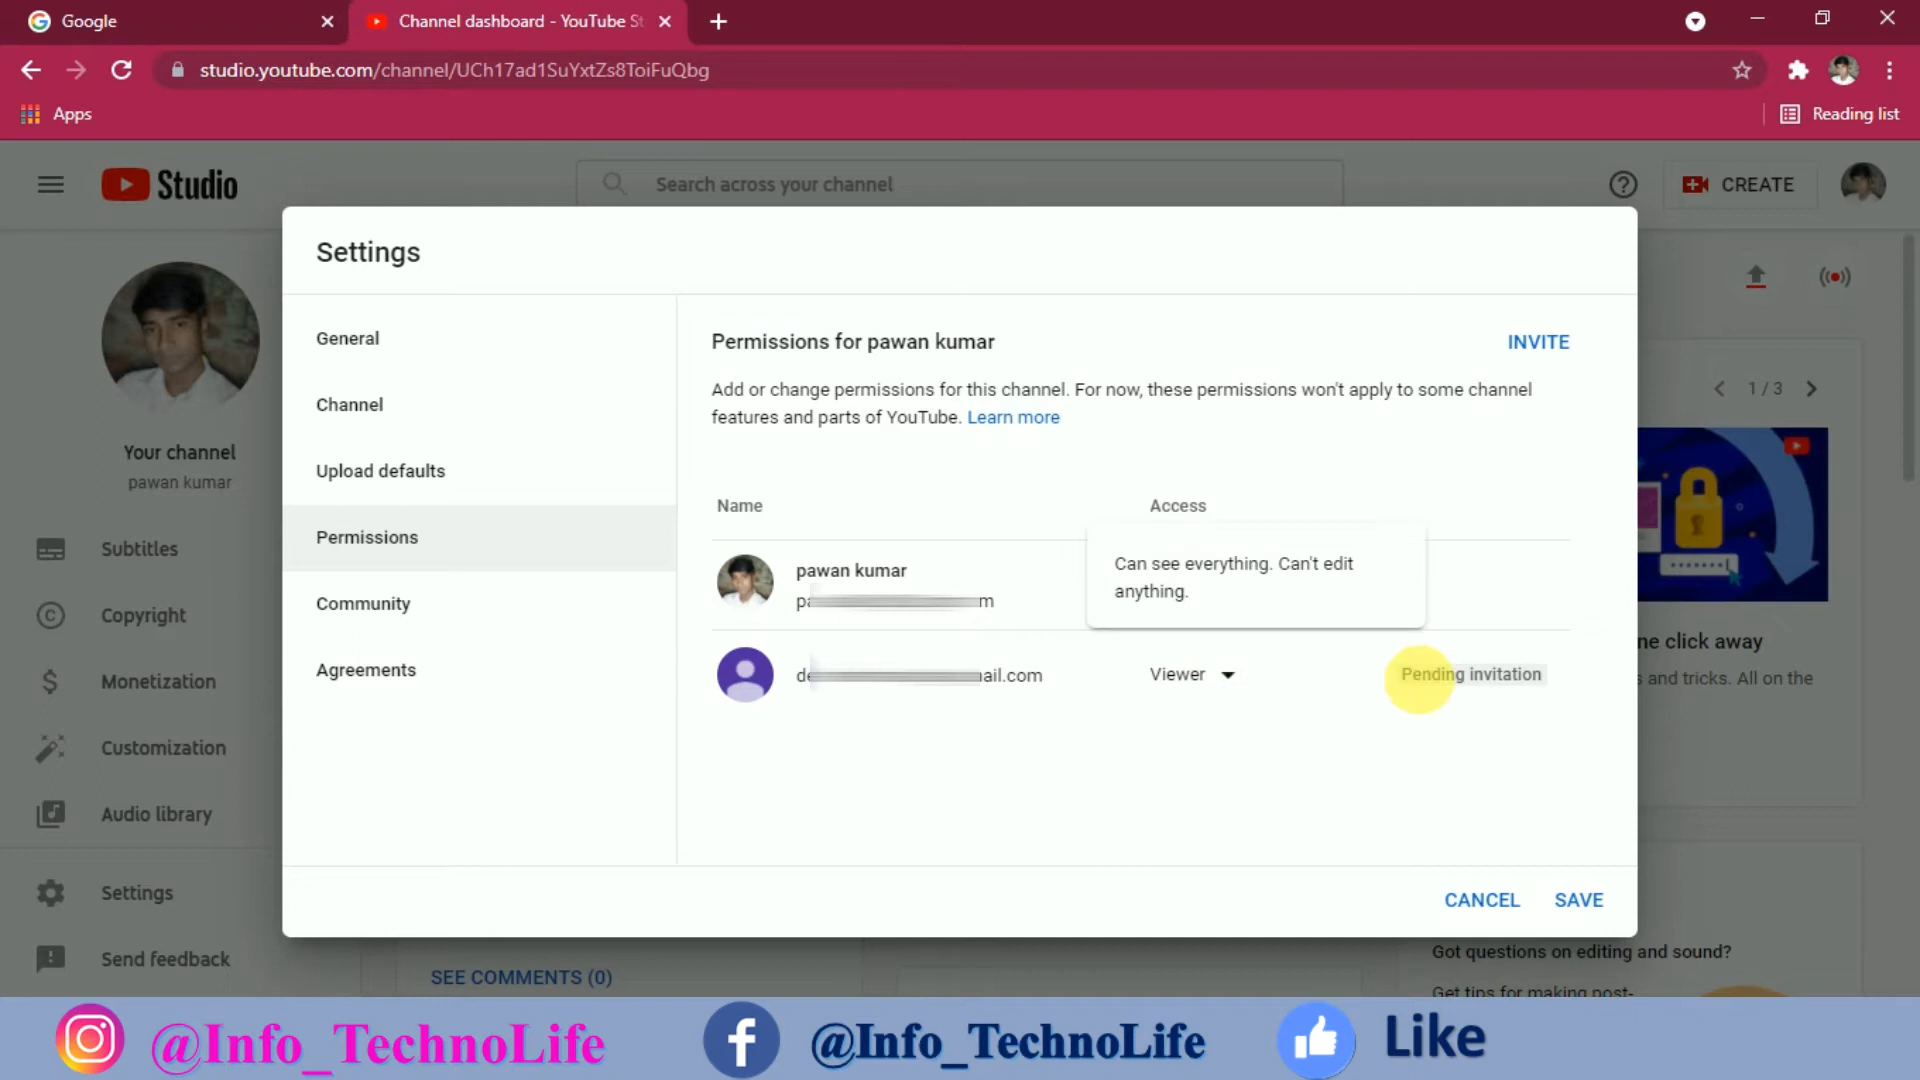 Google
Channel dashboard - YouTube St
studio.youtube.com/channel/UCh17ad1SuYxtZs8ToiFuQbg
Apps
Reading list
Studio
Search across your channel
CREATE
Settings
General
Channel
Upload defaults
Permissions
Community
Agreements
Permissions for pawan kumar
INVITE
Add or change permissions for this channel. For now, these permissions won't apply to some channel
features and parts of YouTube. Learn more
Name
Access
pawan kumar
Can see everything. Can't edit
anything.
ail.com
Viewer
Pending invitation
CANCEL
SAVE
Your channel
pawan kumar
Subtitles
Copyright
Monetization
Customization
Audio library
Settings
Send feedback
1 / 3
ne click away
s and tricks. All on the
SEE COMMENTS (0)
Got questions on editing and sound?
Get tips for making post-
@Info_TechnoLife
@Info_TechnoLife
Like